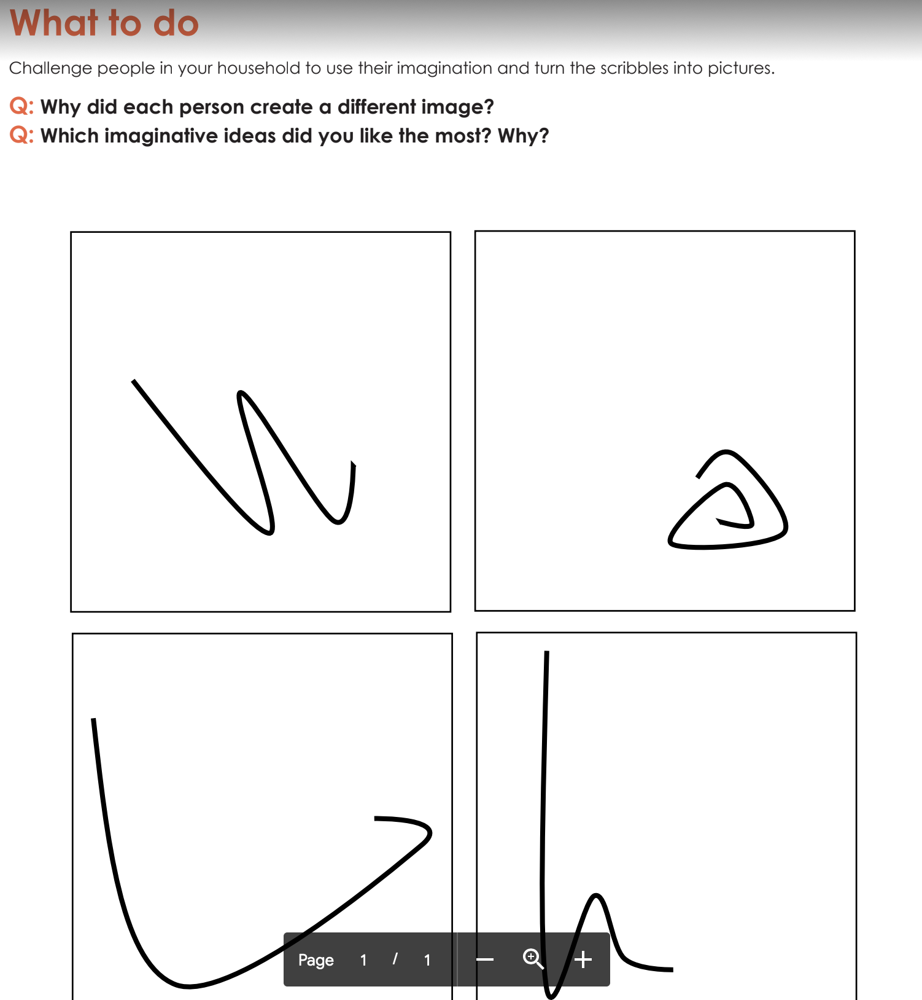 What to do
Challenge people in your household to use their imagination and turn the scribbles into pictures.
Q: Why did each person create a different image?
Q: Which imaginative ideas did you like the most? Why?
Page 1 / 1